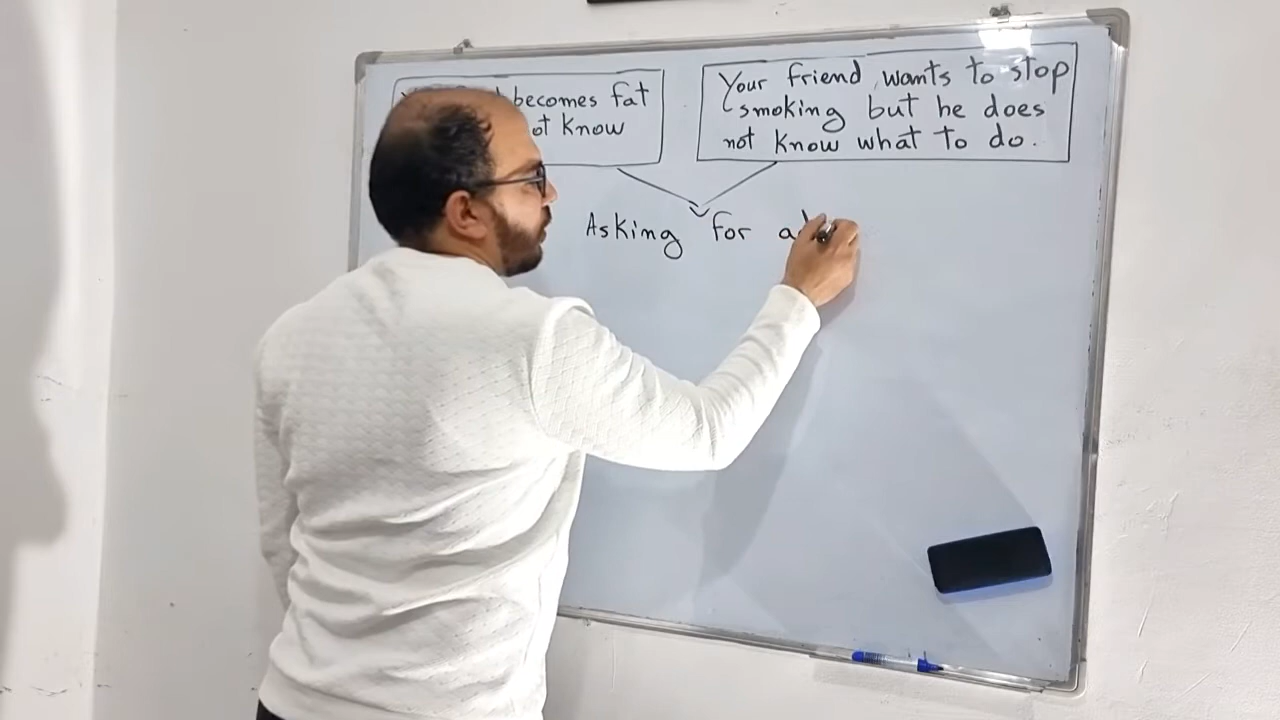 becomes fat
ot know
Your friend wants to stop
smoking but he does
not know what to do.
Asking for